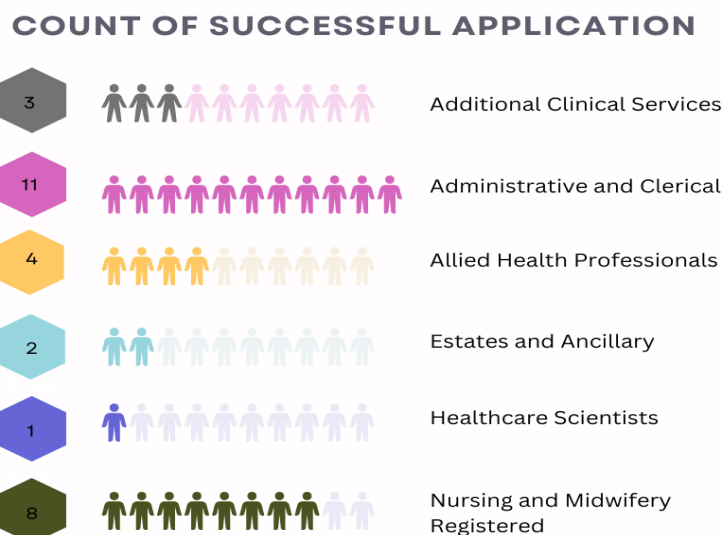 COUNT OF SUCCESSFUL APPLICATION
3 Additional Clinical Services
11 Administrative and Clerical
4 Allied Health Professionals
2 Estates and Ancillary
1 Healthcare Scientists
8 Nursing and Midwifery
Registered